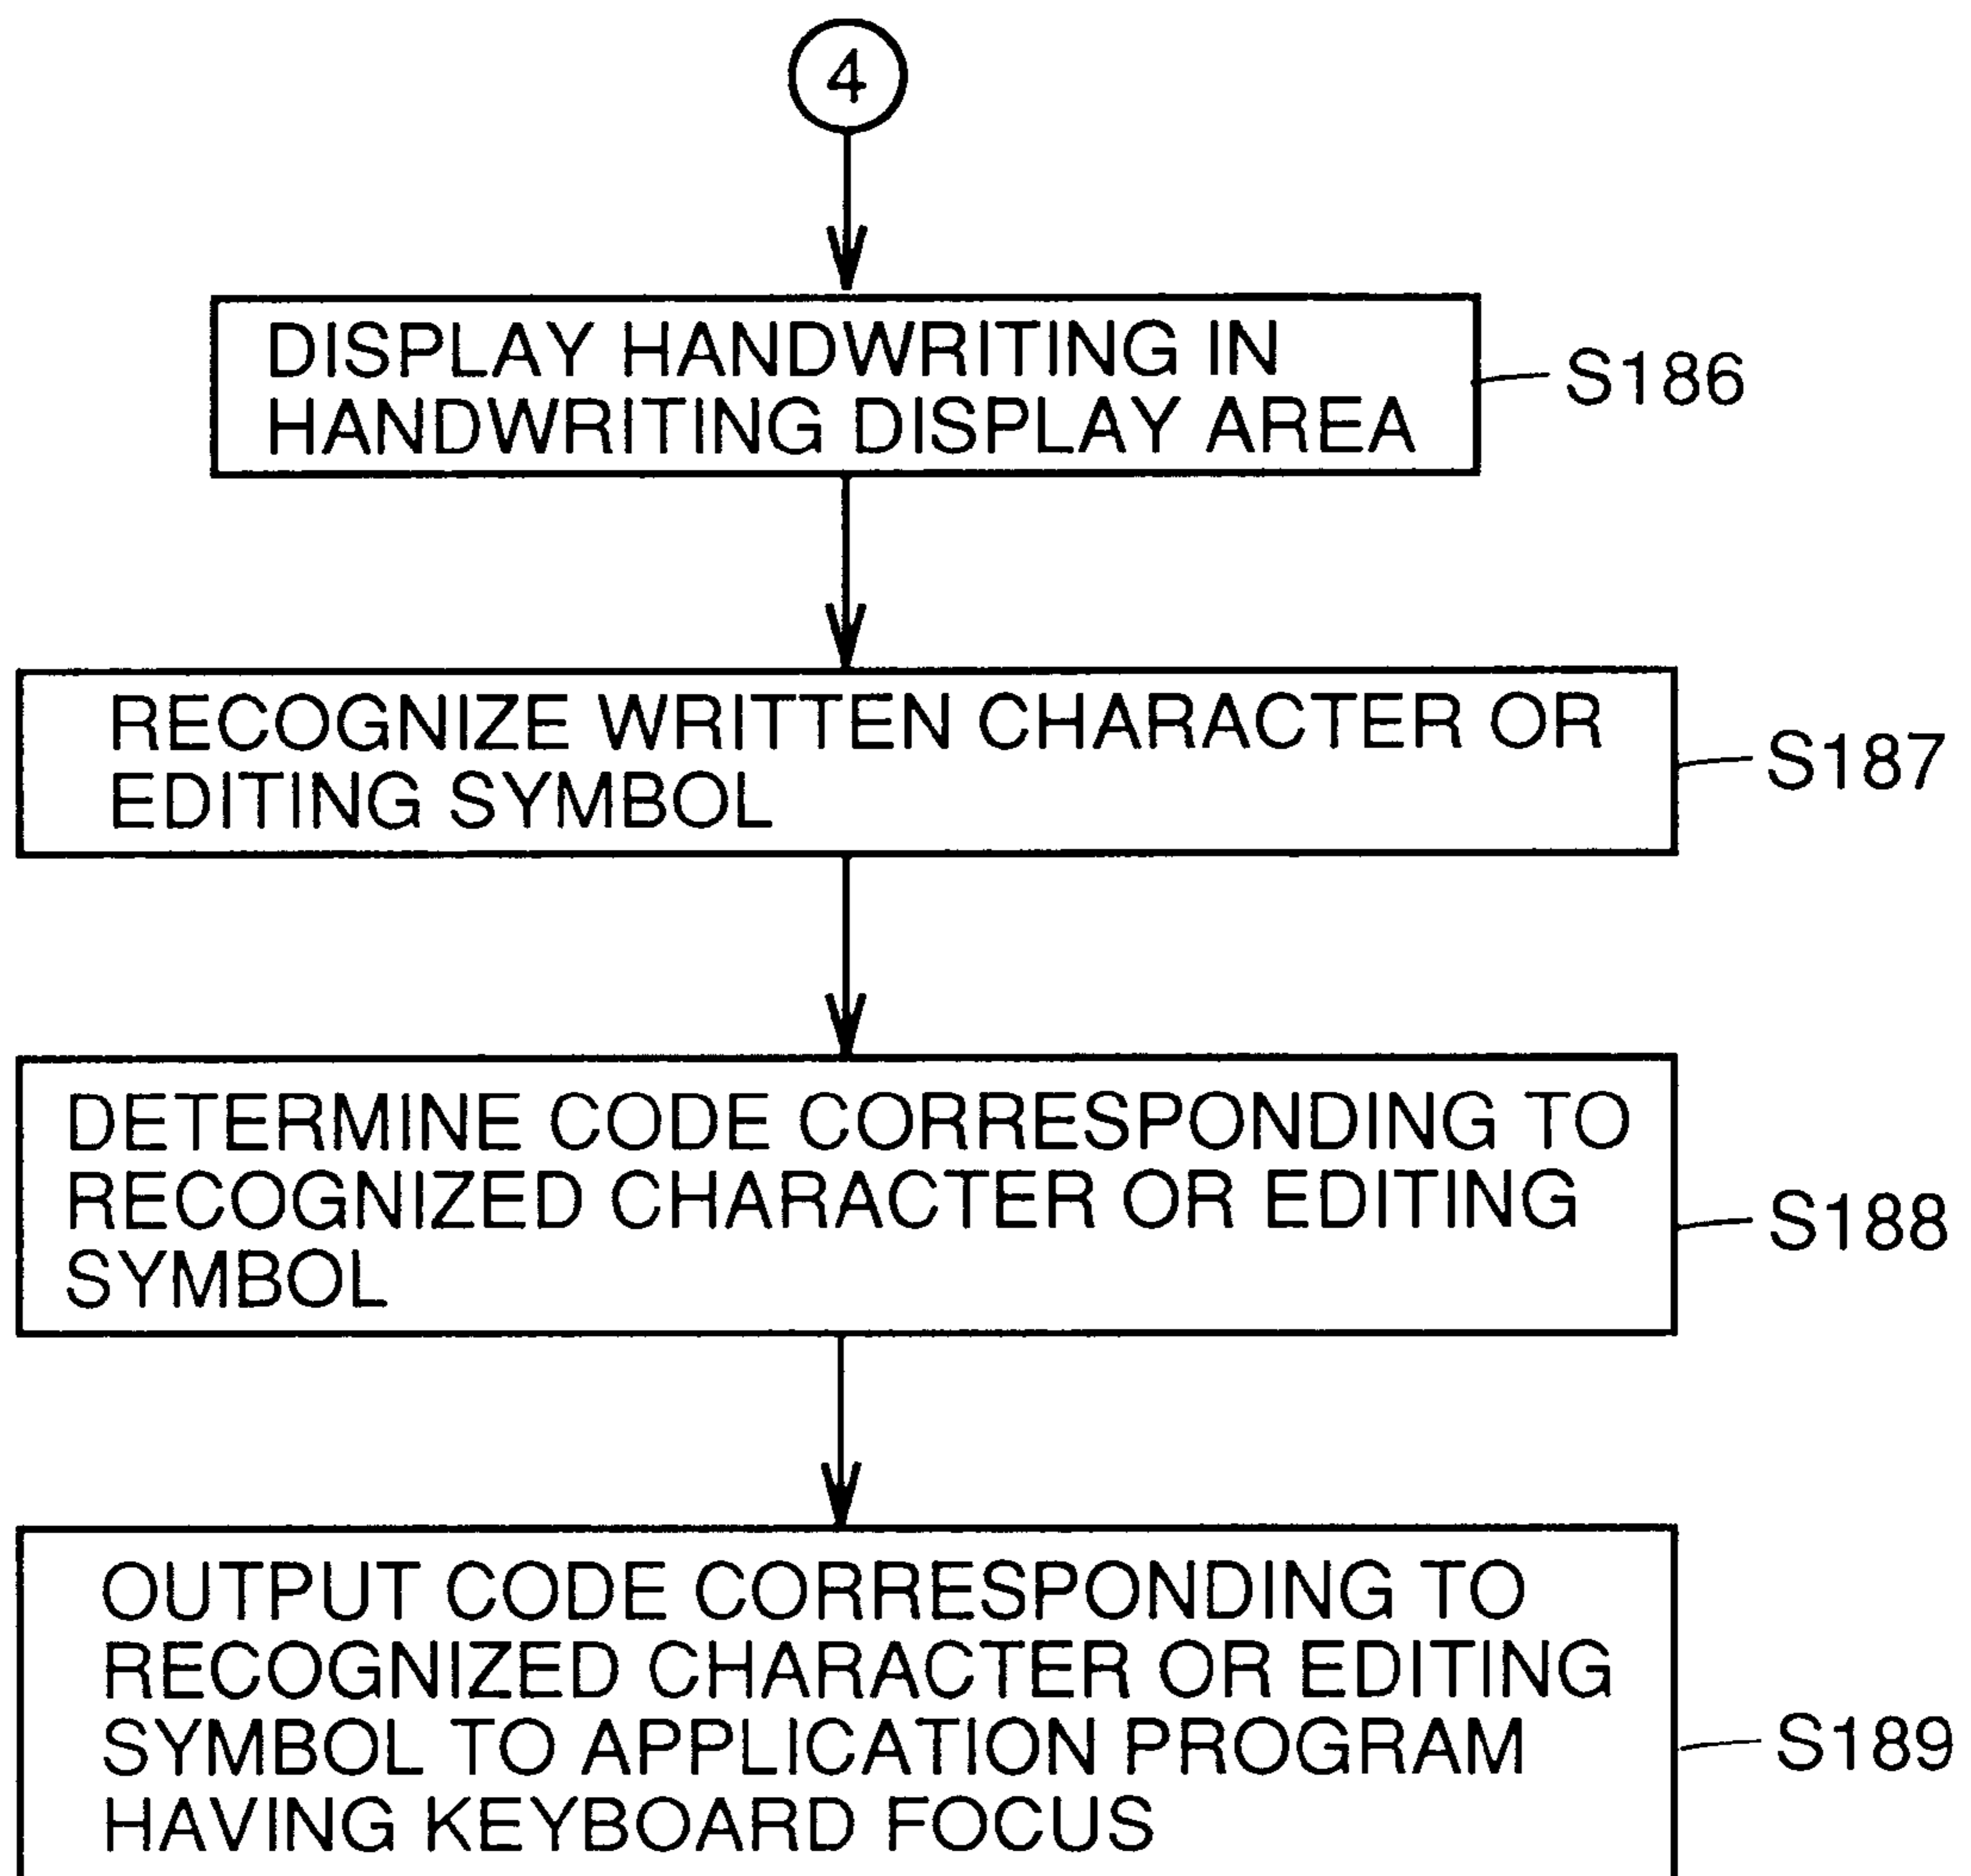 4
DISPLAY HANDWRITING IN
HANDWRITING DISPLAY AREA
S186
RECOGNIZE WRITTEN CHARACTER OR
EDITING SYMBOL
S187
DETERMINE CODE CORRESPONDING TO
RECOGNIZED CHARACTER OR EDITING
SYMBOL
S188
OUTPUT CODE CORRESPONDING TO
RECOGNIZED CHARACTER OR EDITING
SYMBOL TO APPLICATION PROGRAM
HAVING KEYBOARD FOCUS
S189